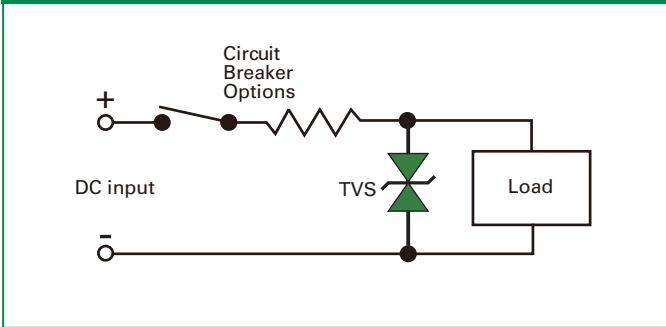 Circuit
Breaker
Options
+
DC input
TVS
Load
-